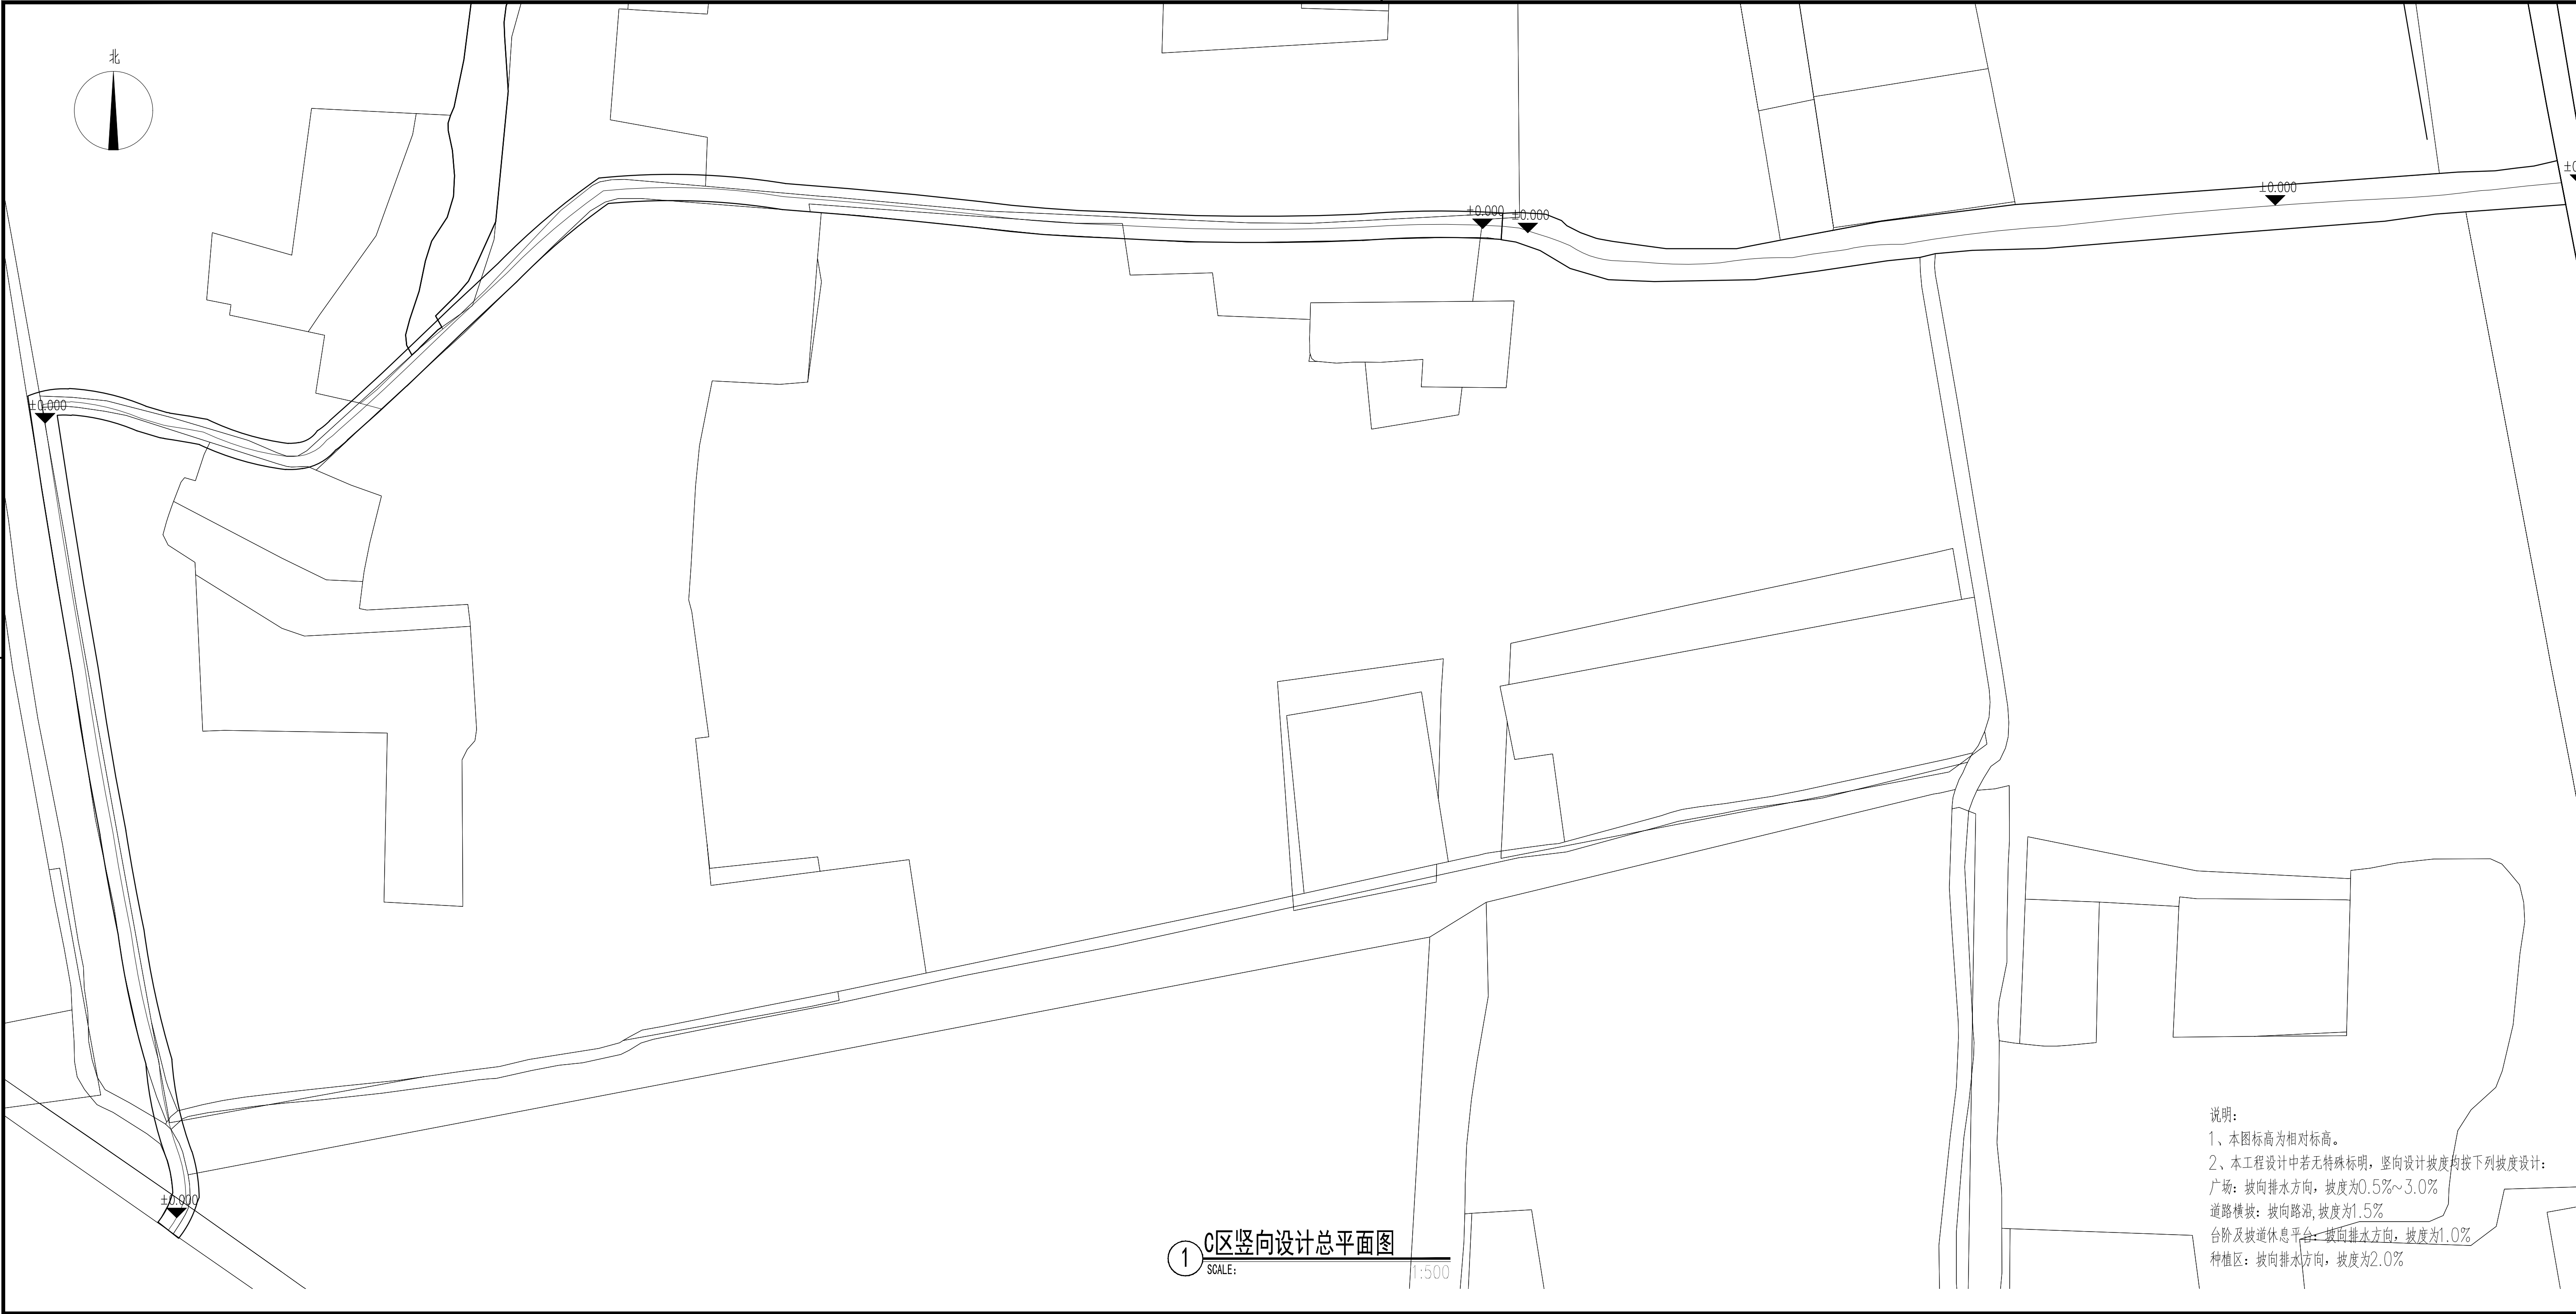 北
±0.000
±0.000
±0.000
±0.000
±0.000
说明:
1、本图标高为相对标高。
2、本工程设计中若无特殊标明，竖向设计坡度均按下列坡度设计:
广场: 坡向排水方向，坡度为0.5%~3.0%
道路横坡: 坡向路沿,坡度为1.5%
台阶及坡道休息平台: 坡向排水方向，坡度为1.0%
种植区: 坡向排水方向，坡度为2.0%
1 C区竖向设计总平面图
SCALE: 1:500